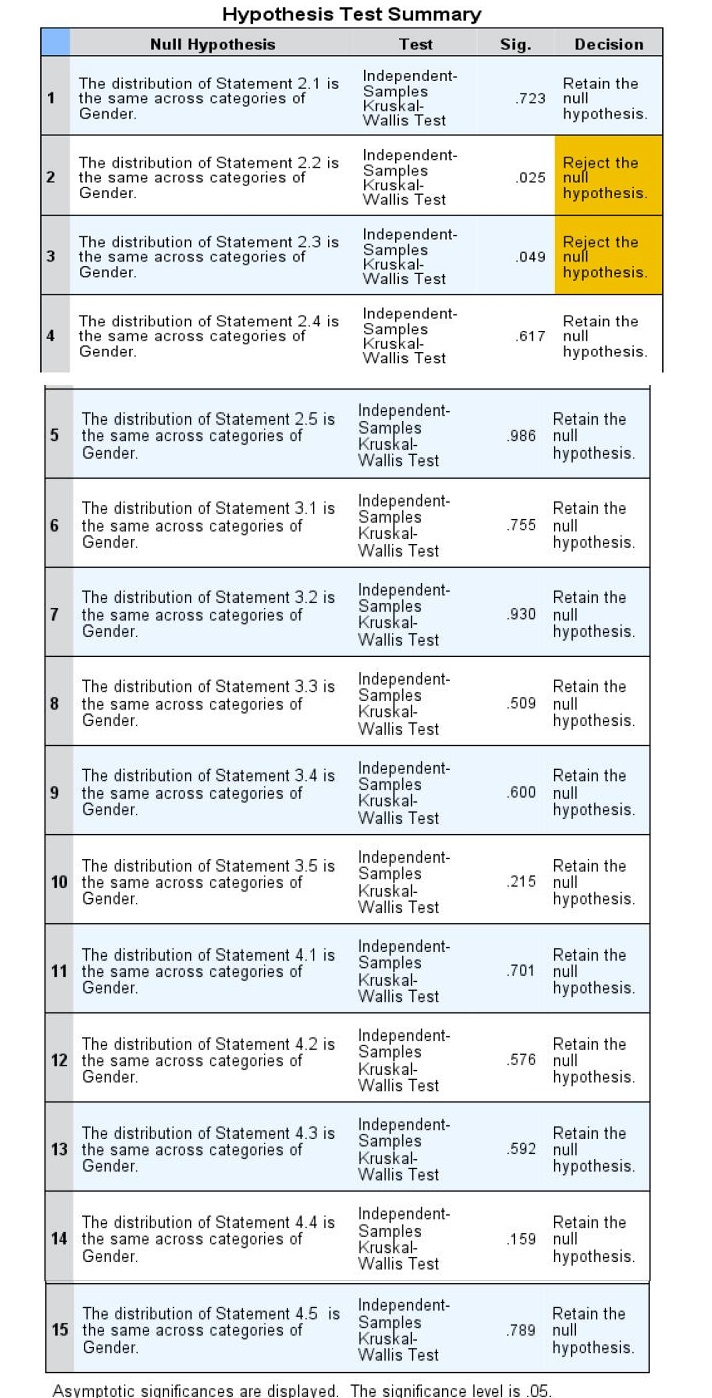 Hypothesis Test Summary
Null Hypothesis Test Sig. Decision
1 The distribution of Statement 2.1 is the same across categories of Gender. Independent-Samples Kruskal-Wallis Test .723 Retain the null hypothesis.
2 The distribution of Statement 2.2 is the same across categories of Gender. Independent-Samples Kruskal-Wallis Test .025 Reject the null hypothesis.
3 The distribution of Statement 2.3 is the same across categories of Gender. Independent-Samples Kruskal-Wallis Test .049 Reject the null hypothesis.
4 The distribution of Statement 2.4 is the same across categories of Gender. Independent-Samples Kruskal-Wallis Test .617 Retain the null hypothesis.
5 The distribution of Statement 2.5 is the same across categories of Gender. Independent-Samples Kruskal-Wallis Test .986 Retain the null hypothesis.
6 The distribution of Statement 3.1 is the same across categories of Gender. Independent-Samples Kruskal-Wallis Test .755 Retain the null hypothesis.
7 The distribution of Statement 3.2 is the same across categories of Gender. Independent-Samples Kruskal-Wallis Test .930 Retain the null hypothesis.
8 The distribution of Statement 3.3 is the same across categories of Gender. Independent-Samples Kruskal-Wallis Test .509 Retain the null hypothesis.
9 The distribution of Statement 3.4 is the same across categories of Gender. Independent-Samples Kruskal-Wallis Test .600 Retain the null hypothesis.
10 The distribution of Statement 3.5 is the same across categories of Gender. Independent-Samples Kruskal-Wallis Test .215 Retain the null hypothesis.
11 The distribution of Statement 4.1 is the same across categories of Gender. Independent-Samples Kruskal-Wallis Test .701 Retain the null hypothesis.
12 The distribution of Statement 4.2 is the same across categories of Gender. Independent-Samples Kruskal-Wallis Test .576 Retain the null hypothesis.
13 The distribution of Statement 4.3 is the same across categories of Gender. Independent-Samples Kruskal-Wallis Test .592 Retain the null hypothesis.
14 The distribution of Statement 4.4 is the same across categories of Gender. Independent-Samples Kruskal-Wallis Test .159 Retain the null hypothesis.
15 The distribution of Statement 4.5 is the same across categories of Gender. Independent-Samples Kruskal-Wallis Test .789 Retain the null hypothesis.
Asymptotic significances are displayed. The significance level is .05.